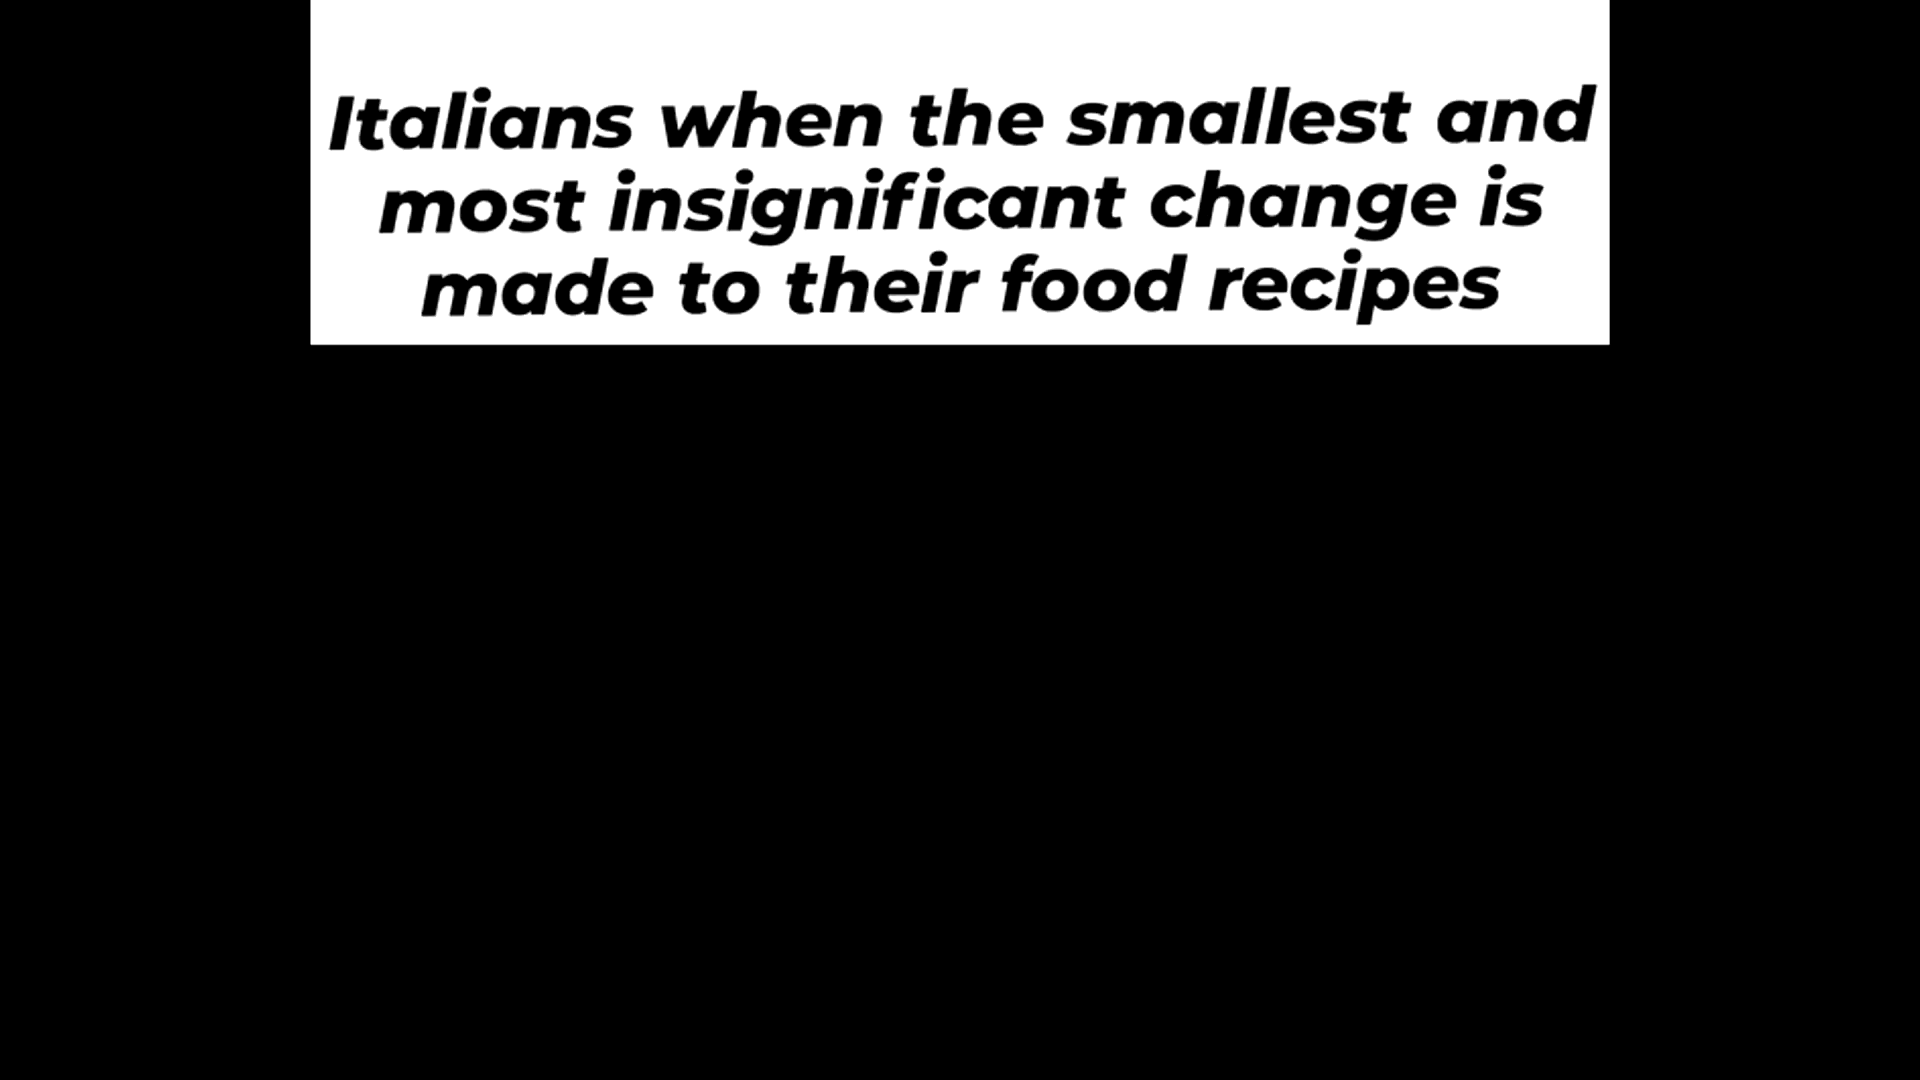 Italians when the smallest and
most insignificant change is
made to their food recipes